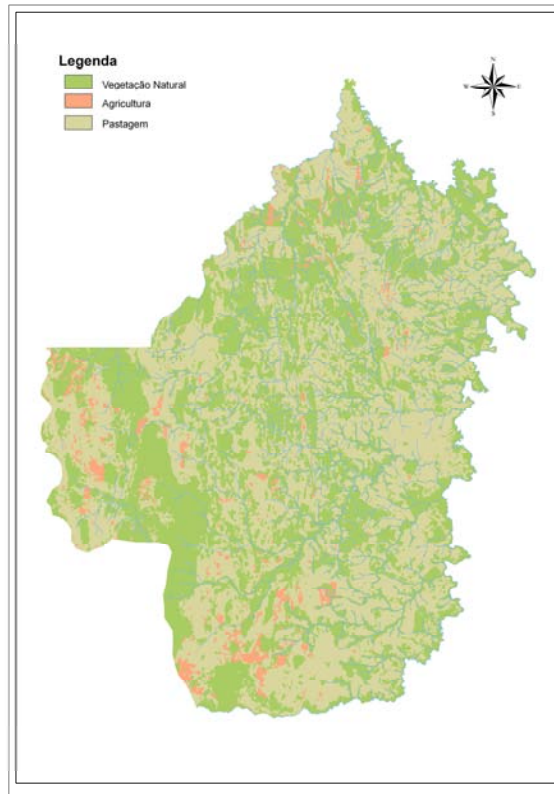 Legenda
Vegetação Natural
Agricultura
Pastagem
N
W E
S